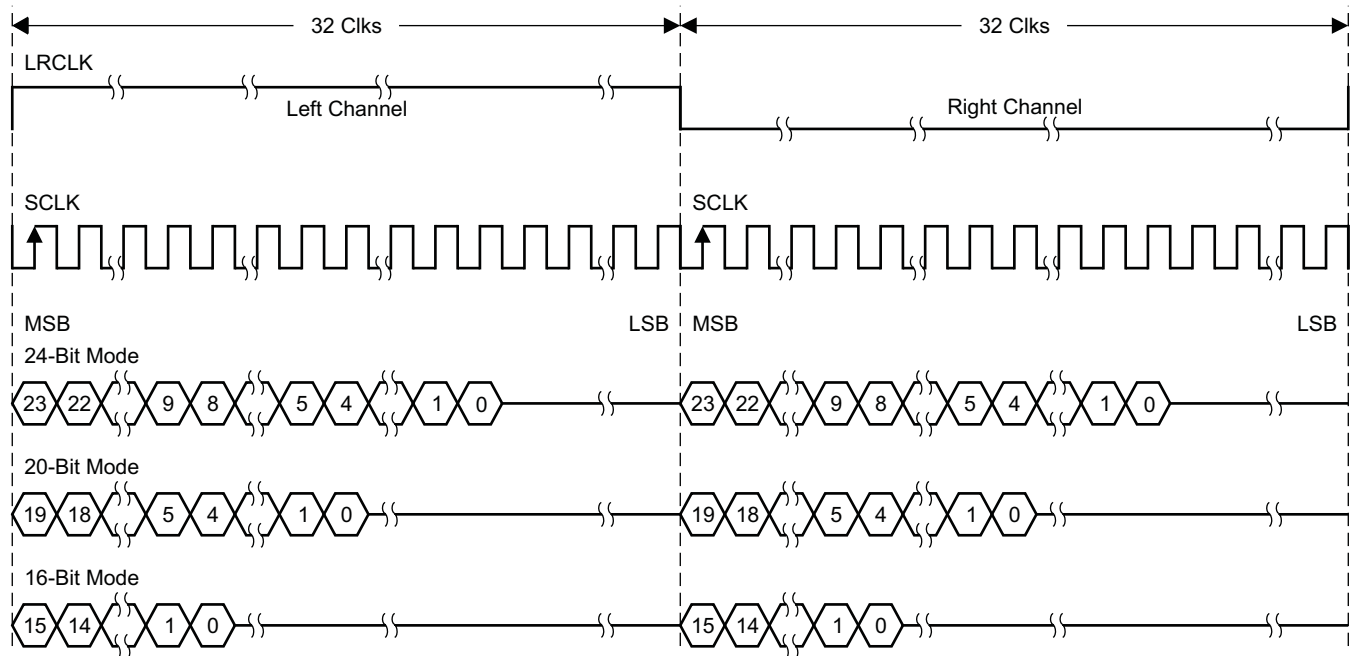 32 Clks 32 Clks
LRCLK
Left Channel Right Channel
SCLK SCLK
MSB LSB MSB LSB
24-Bit Mode
23 22 9 8 5 4 1 0 23 22 9 8 5 4 1 0
20-Bit Mode
19 18 5 4 1 0 19 18 5 4 1 0
16-Bit Mode
15 14 1 0 15 14 1 0